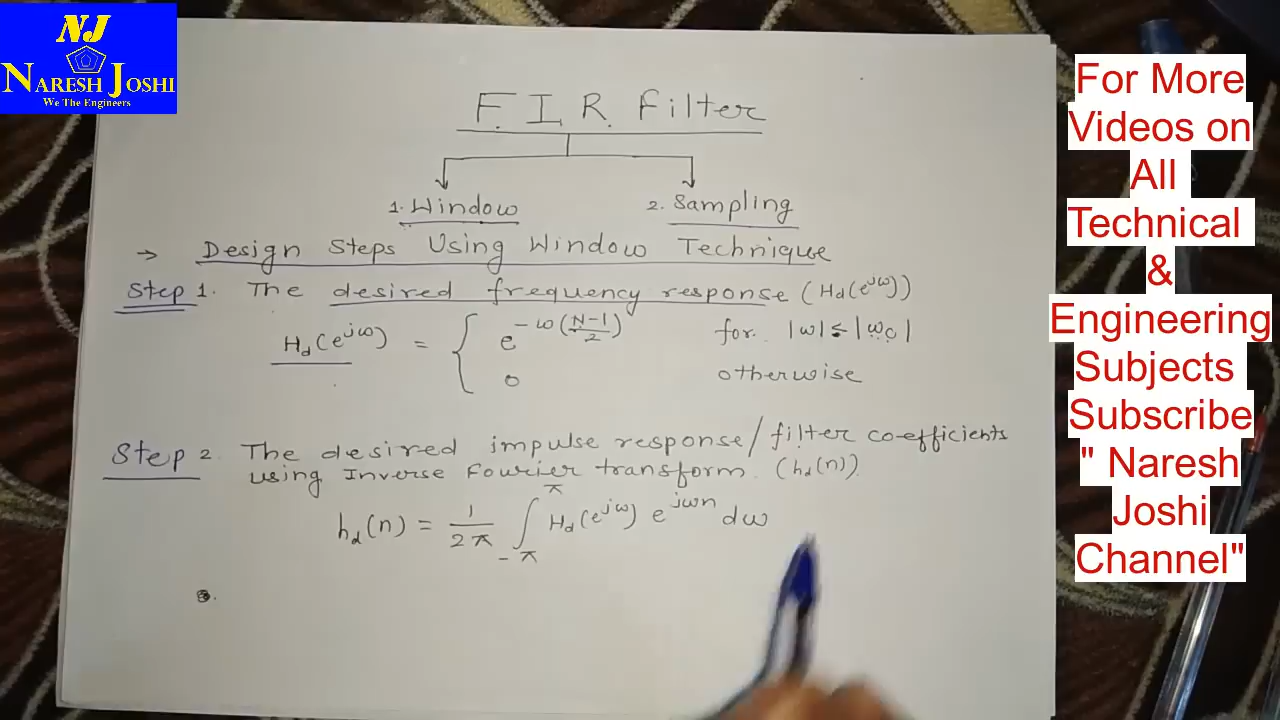 NJ
NARESH JOSHI
We The Engineers
F.I.R. Filter
1. Window
2. Sampling
→ Design Steps Using Window Technique
Step 1. The desired frequency response (Hd(e^jω))
Hd(e^jω) = { e^-ω(N-1/2) for. |ω| ≤ |ωc|
0 otherwise
Step 2. The desired impulse response/filter co-efficients
using Inverse Fourier transform. (hd(n))
hd(n) = 1/2π ∫_-π^π Hd(e^jω) e^jωn dω
For More
Videos on
All
Technical
&
Engineering
Subjects
Subscribe
" Naresh
Joshi
Channel"